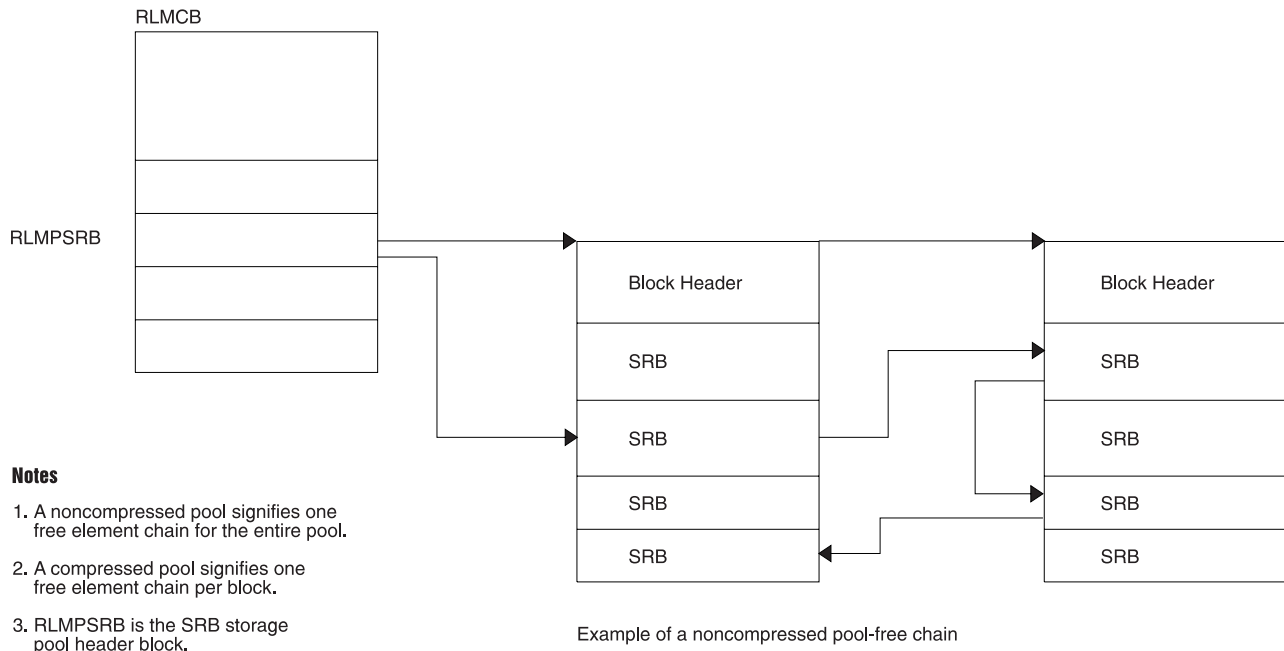 RLMCB
RLMPSRB
Block Header
SRB
SRB
SRB
SRB
Block Header
SRB
SRB
SRB
SRB
Notes
1. A noncompressed pool signifies one
free element chain for the entire pool.
2. A compressed pool signifies one
free element chain per block.
3. RLMPSRB is the SRB storage
pool header block.
Example of a noncompressed pool-free chain